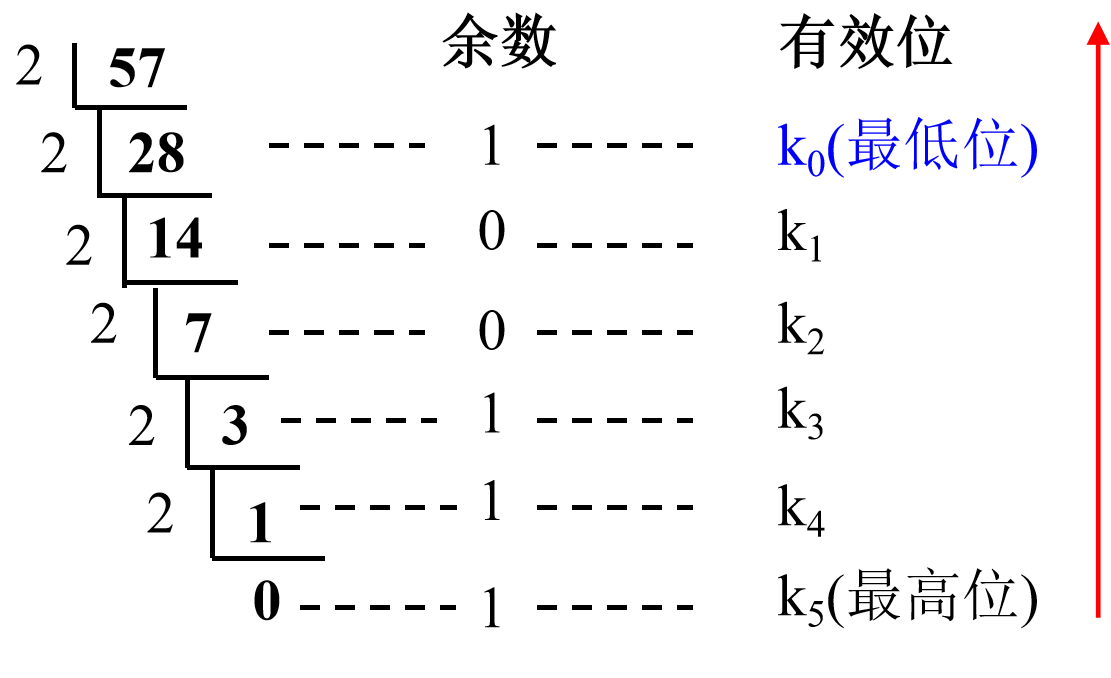 余数 有效位
2 57
2 28 1 k₀(最低位)
2 14 0 k₁
2 7 0 k₂
2 3 1 k₃
2 1 1 k₄
0 1 k₅(最高位)